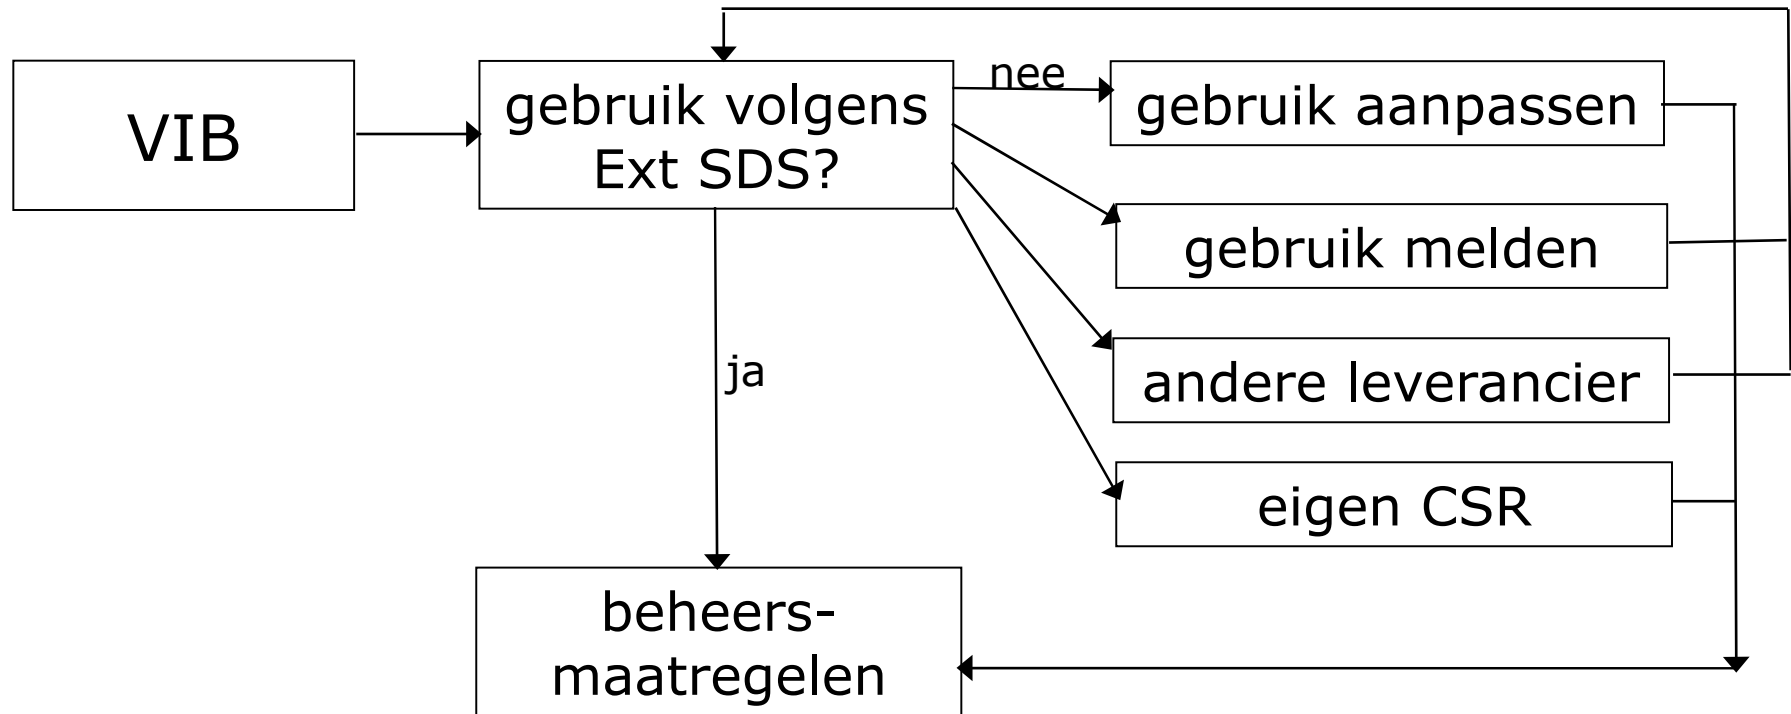 VIB
gebruik volgens
Ext SDS?
nee
gebruik aanpassen
gebruik melden
andere leverancier
eigen CSR
ja
beheers-
maatregelen